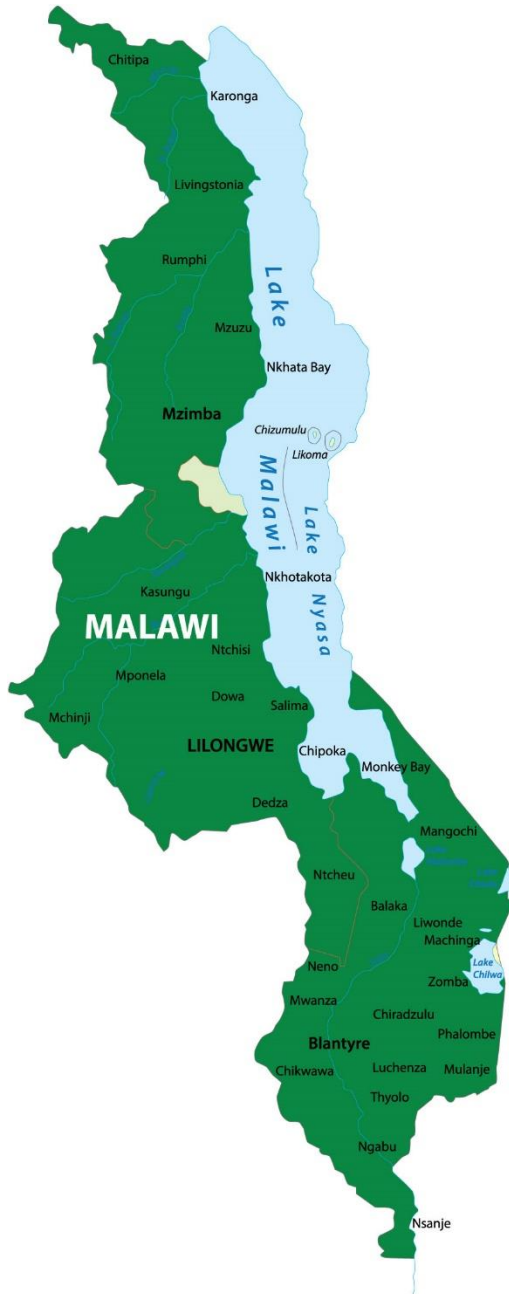 Chitipa
Karonga
Livingstonia
Rumphi
Lake
Mzuzu
Nkhata Bay
Mzimba
Chizumulu
Likoma
Malawi
Lake
Nkhotakota
Nyasa
Kasungu
MALAWI
Ntchisi
Mponela
Dowa
Salima
Mchinji
LILONGWE
Chipoka
Monkey Bay
Dedza
Mangochi
Lake
Ntcheu
Balaka
Liwonde
Machinga
Lake
Chilwa
Neno
Zomba
Mwanza
Chiradzulu
Phalombe
Blantyre
Chikwawa
Luchenza
Mulanje
Thyolo
Ngabu
Nsanje